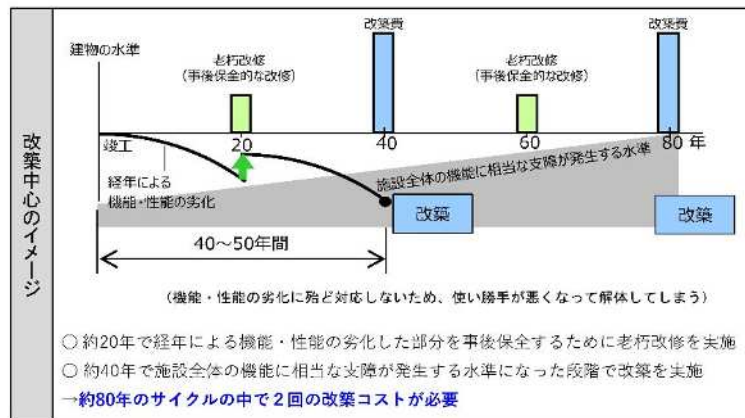 改築中心のイメージ
建物の水準
改築費
改築費
老朽改修
（事後保全的な改修）
老朽改修
（事後保全的な改修）
竣工
20
40
60
80 年
経年による
機能・性能の劣化
施設全体の機能に相当な支障が発生する水準
改築
改築
40～50年間
（機能・性能の劣化に殆ど対応しないため、使い勝手が悪くなって解体してしまう）
○ 約20年で経年による機能・性能の劣化した部分を事後保全するために老朽改修を実施
○ 約40年で施設全体の機能に相当な支障が発生する水準になった段階で改築を実施
→約80年のサイクルの中で２回の改築コストが必要